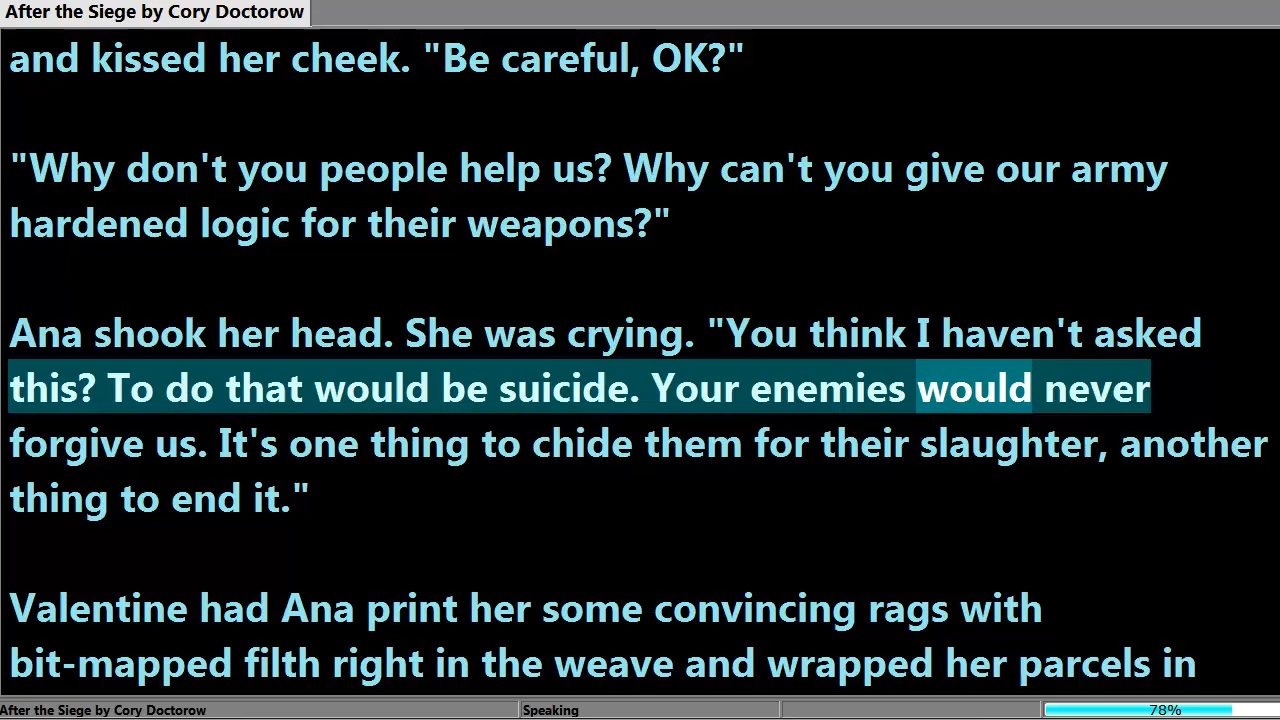 After the Siege by Cory Doctorow
and kissed her cheek. "Be careful, OK?"
"Why don't you people help us? Why can't you give our army
hardened logic for their weapons?"
Ana shook her head. She was crying. "You think I haven't asked
this? To do that would be suicide. Your enemies would never
forgive us. It's one thing to chide them for their slaughter, another
thing to end it."
Valentine had Ana print her some convincing rags with
bit-mapped filth right in the weave and wrapped her parcels in
After the Siege by Cory Doctorow
Speaking
78%